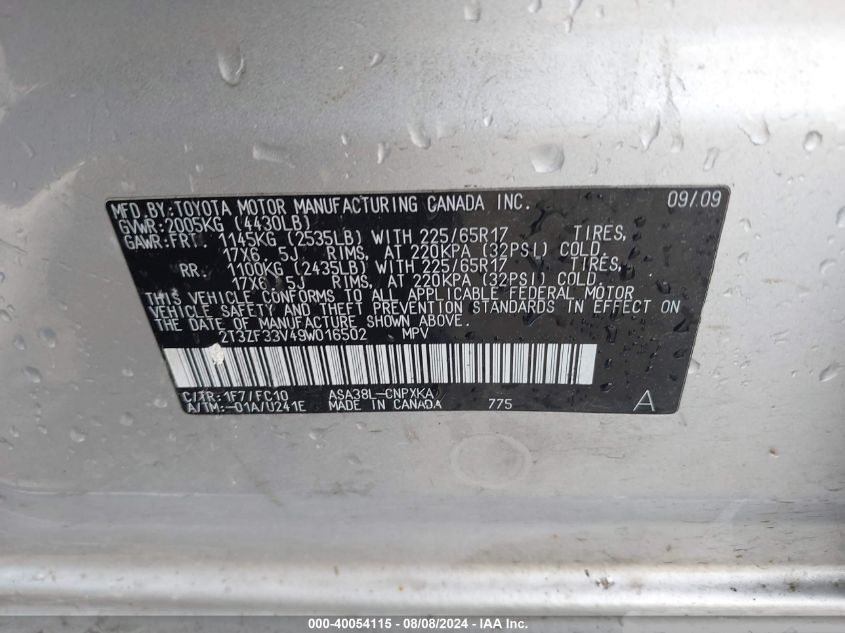 MFD.BY:TOYOTA MOTOR MANUFACTURING CANADA INC. 09/09
GVWR:2005KG (4430LB)
GAWR:FRT. 1145KG (2535LB) WITH 225/65R17 TIRES,
17X6. 5J RIMS, AT 220KPA (32PSI) COLD.
RR. 1100KG (2435LB) WITH 225/65R17 TIRES,
17X6. 5J RIMS, AT 220KPA (32PSI) COLD.
THIS VEHICLE CONFORMS TO ALL APPLICABLE FEDERAL MOTOR
VEHICLE SAFETY AND THEFT PREVENTION STANDARDS IN EFFECT ON
THE DATE OF MANUFACTURE SHOWN ABOVE.
2T3ZF33V49W016502 MPV
C/TR:1F7/FC10 ASA38L-CNPXKA
A/TM:-01A/U241E MADE IN CANADA 775 A
000-40054115 - 08/08/2024 - IAA Inc.